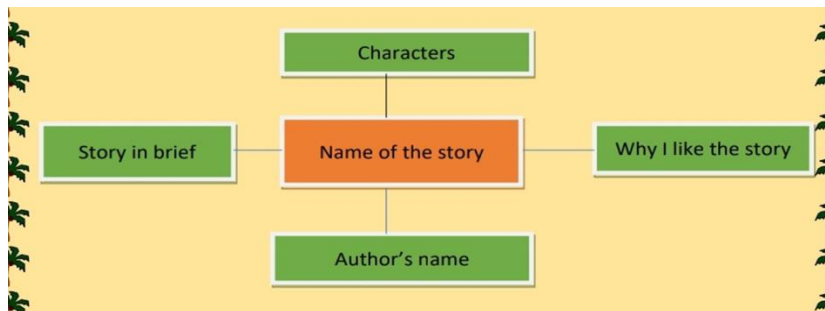 Characters
Story in brief
Name of the story
Why I like the story
Author's name